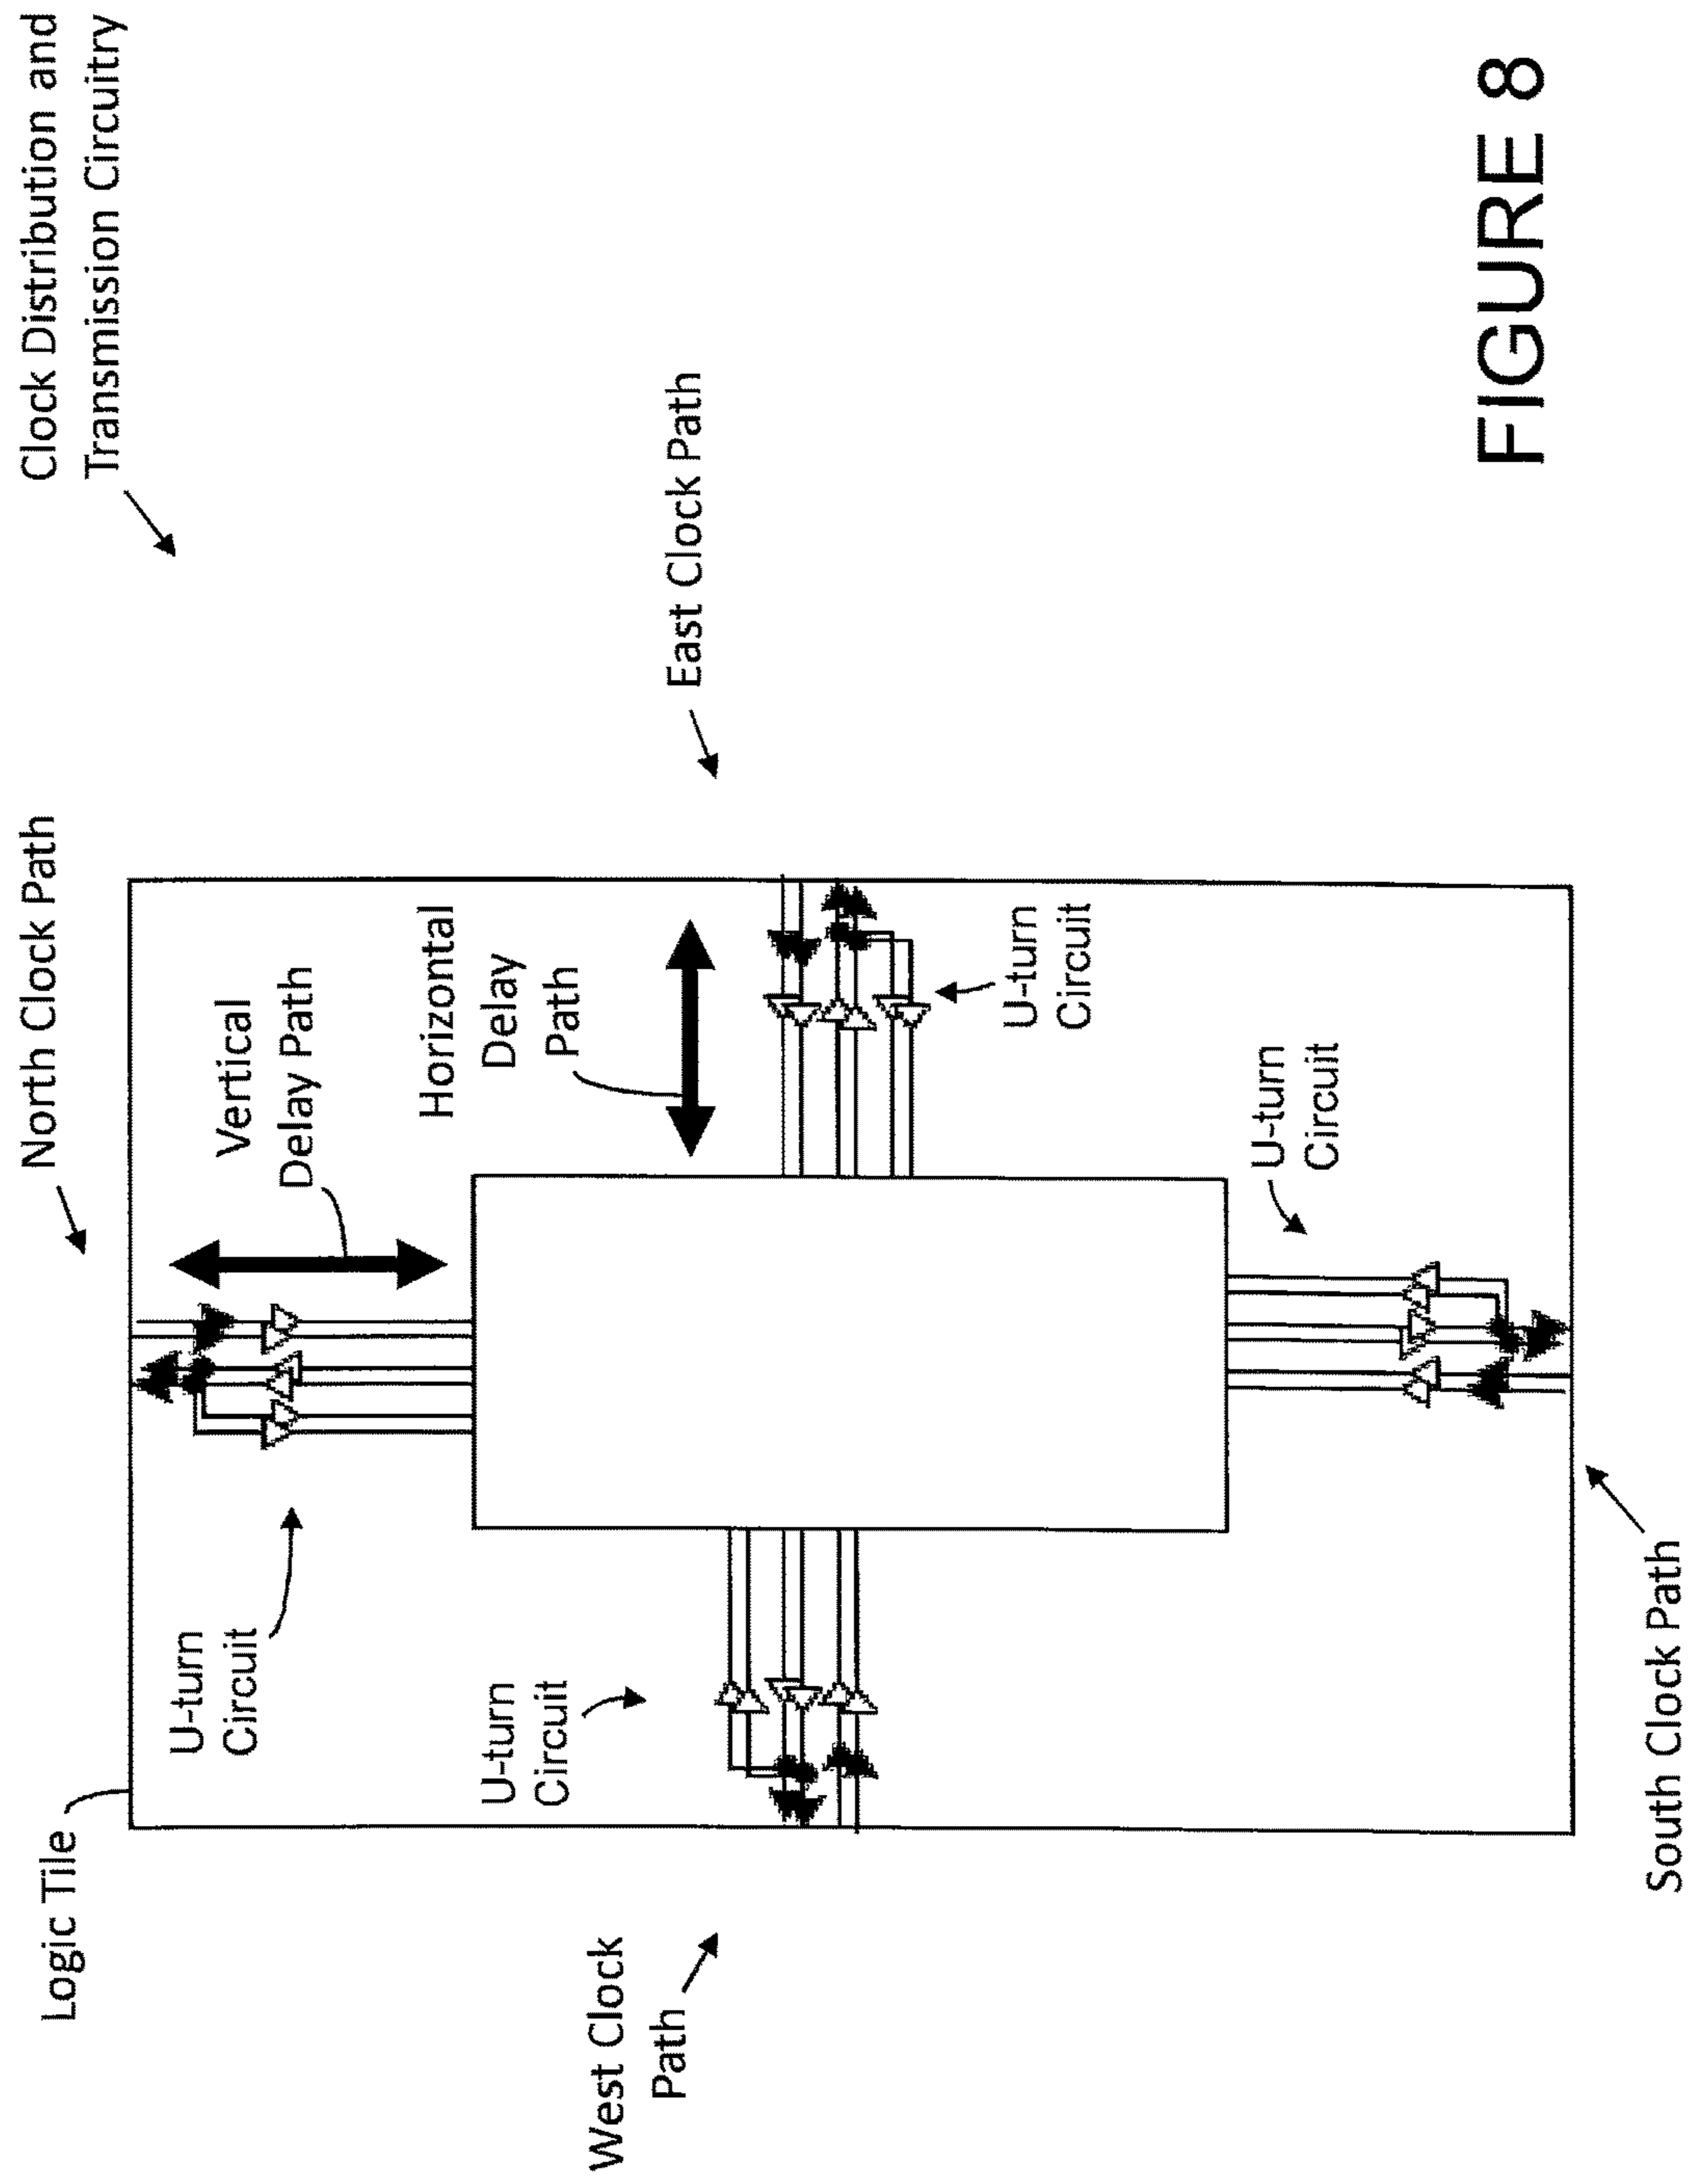 Clock Distribution and
Transmission Circuitry
North Clock Path
Logic Tile
Vertical
Delay Path
U-turn
Circuit
Horizontal
Delay
Path
U-turn
Circuit
East Clock Path
West Clock
Path
U-turn
Circuit
U-turn
Circuit
South Clock Path
FIGURE 8